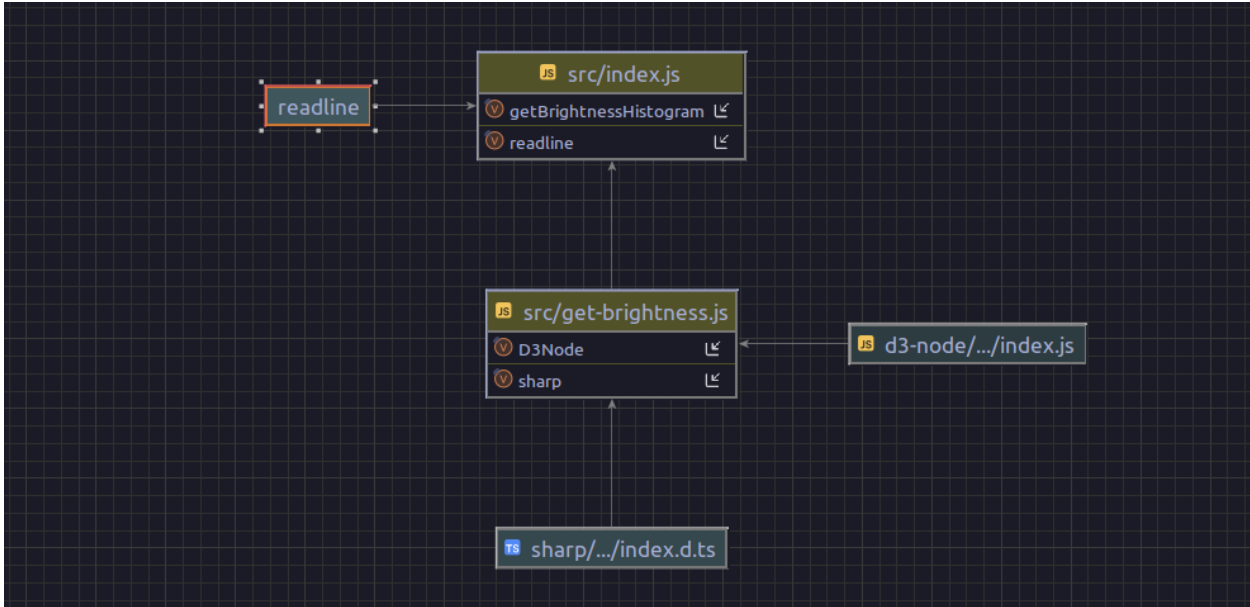 JS src/index.js
readline
V getBrightnessHistogram
V readline
JS src/get-brightness.js
V D3Node
JS d3-node/.../index.js
V sharp
TS sharp/.../index.d.ts